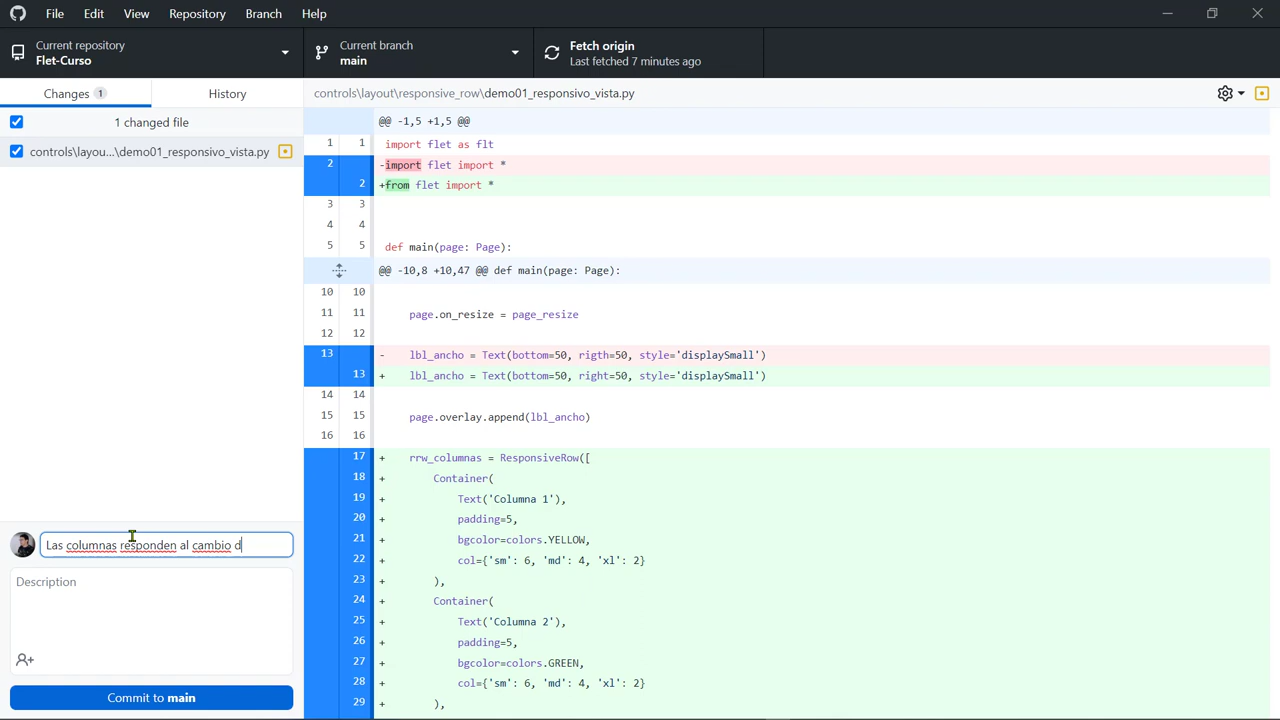 File Edit View Repository Branch Help
Current repository
Flet-Curso
Current branch
main
Fetch origin
Last fetched 7 minutes ago
Changes 1
History
1 changed file
controls\layou...\demo01_responsivo_vista.py
controls\layout\responsive_row\demo01_responsivo_vista.py
@@ -1,5 +1,5 @@
1 1 import flet as flt
2 -import flet import *
2 +from flet import *
3 3
4 4
5 5 def main(page: Page):
@@ -10,8 +10,47 @@ def main(page: Page):
10 10
11 11 page.on_resize = page_resize
12 12
13 - lbl_ancho = Text(bottom=50, rigth=50, style='displaySmall')
13 + lbl_ancho = Text(bottom=50, right=50, style='displaySmall')
14 14
15 15 page.overlay.append(lbl_ancho)
16 16
17 + rrw_columnas = ResponsiveRow([
18 + Container(
19 + Text('Columna 1'),
20 + padding=5,
21 + bgcolor=colors.YELLOW,
22 + col={'sm': 6, 'md': 4, 'xl': 2}
23 + ),
24 + Container(
25 + Text('Columna 2'),
26 + padding=5,
27 + bgcolor=colors.GREEN,
28 + col={'sm': 6, 'md': 4, 'xl': 2}
29 + ),
Las columnas responden al cambio d
Description
Commit to main